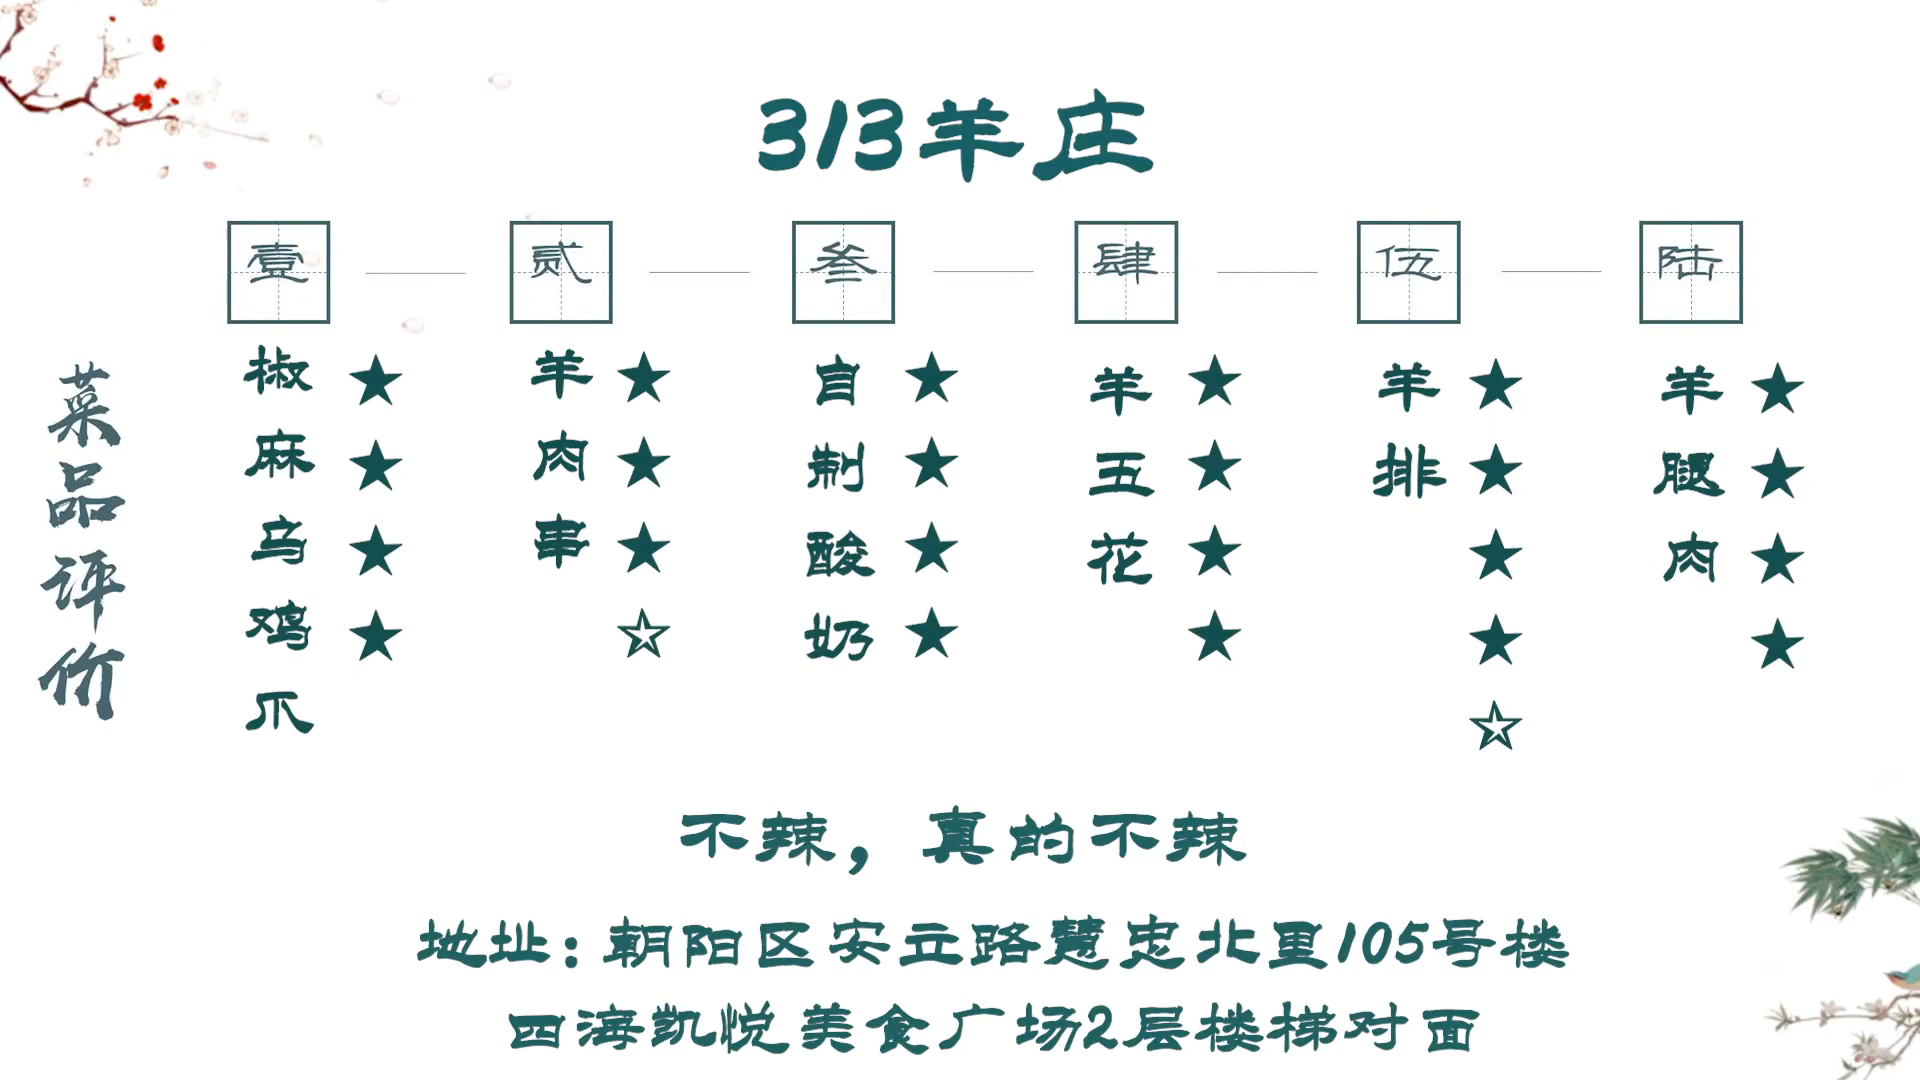 313羊庄
壹 贰 叁 肆 伍 陆
菜品评价
椒麻乌鸡爪 ★★★★
羊肉串 ★★★☆
自制酸奶 ★★★★
羊五花 ★★★★
羊排 ★★★★☆
羊腿肉 ★★★★
不辣，真的不辣
地址：朝阳区安立路慧忠北里105号楼
四海凯悦美食广场2层楼梯对面